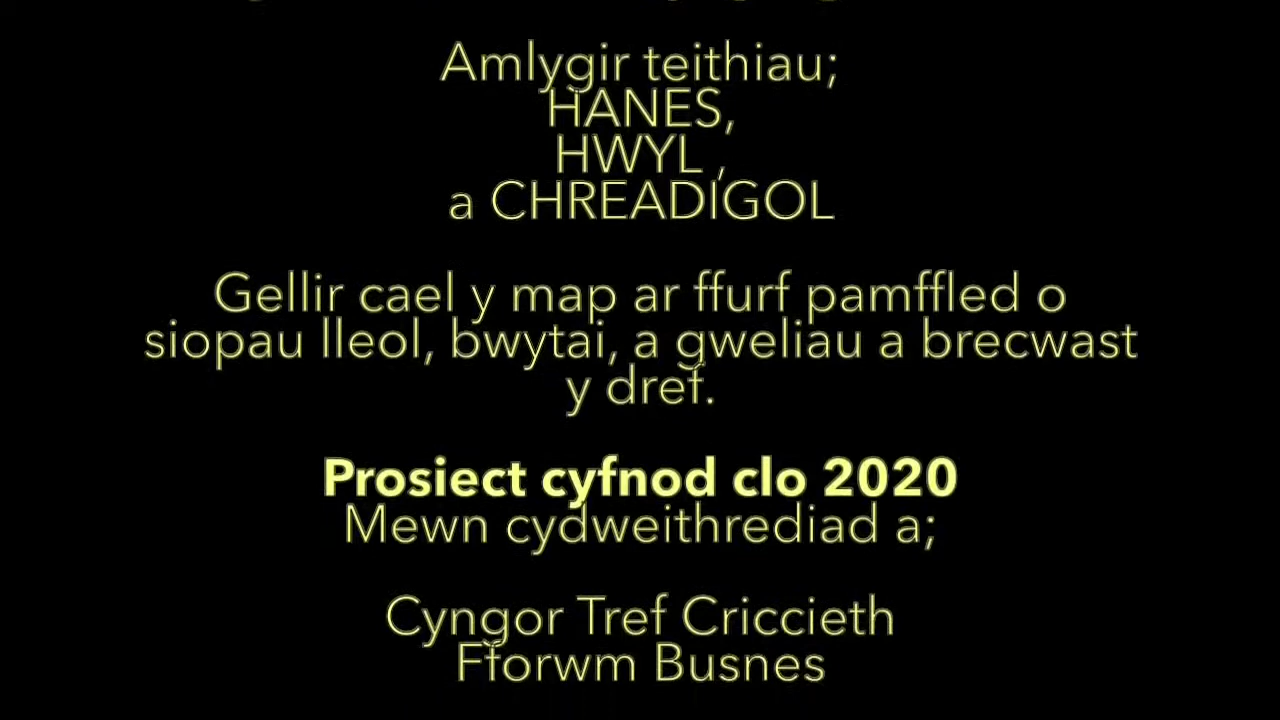 Amlygir teithiau;
HANES,
HWYL ,
a CHREADIGOL
Gellir cael y map ar ffurf pamffled o
siopau lleol, bwytai, a gweliau a brecwast
y dref.
Prosiect cyfnod clo 2020
Mewn cydweithrediad a;
Cyngor Tref Criccieth
Fforwm Busnes